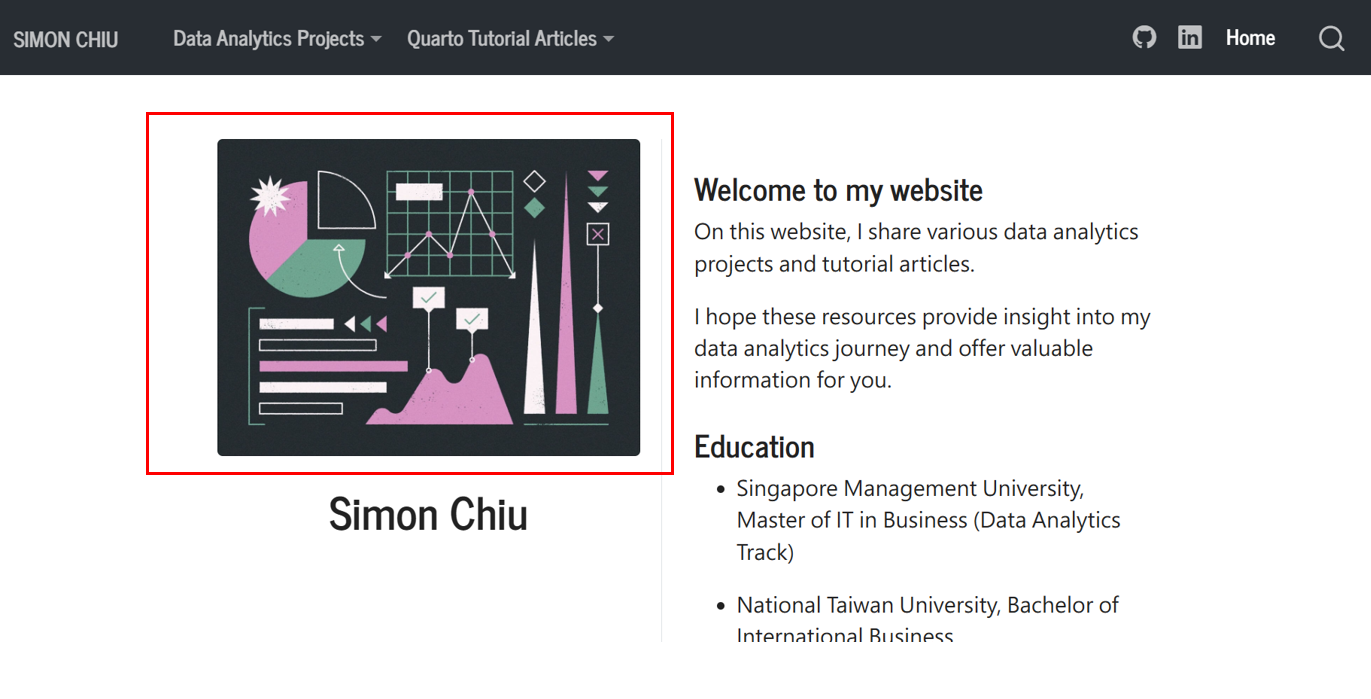 SIMON CHIU
Data Analytics Projects
Quarto Tutorial Articles
in
Home
Simon Chiu
Welcome to my website
On this website, I share various data analytics
projects and tutorial articles.
I hope these resources provide insight into my
data analytics journey and offer valuable
information for you.
Education
Singapore Management University,
Master of IT in Business (Data Analytics
Track)
National Taiwan University, Bachelor of
International Business